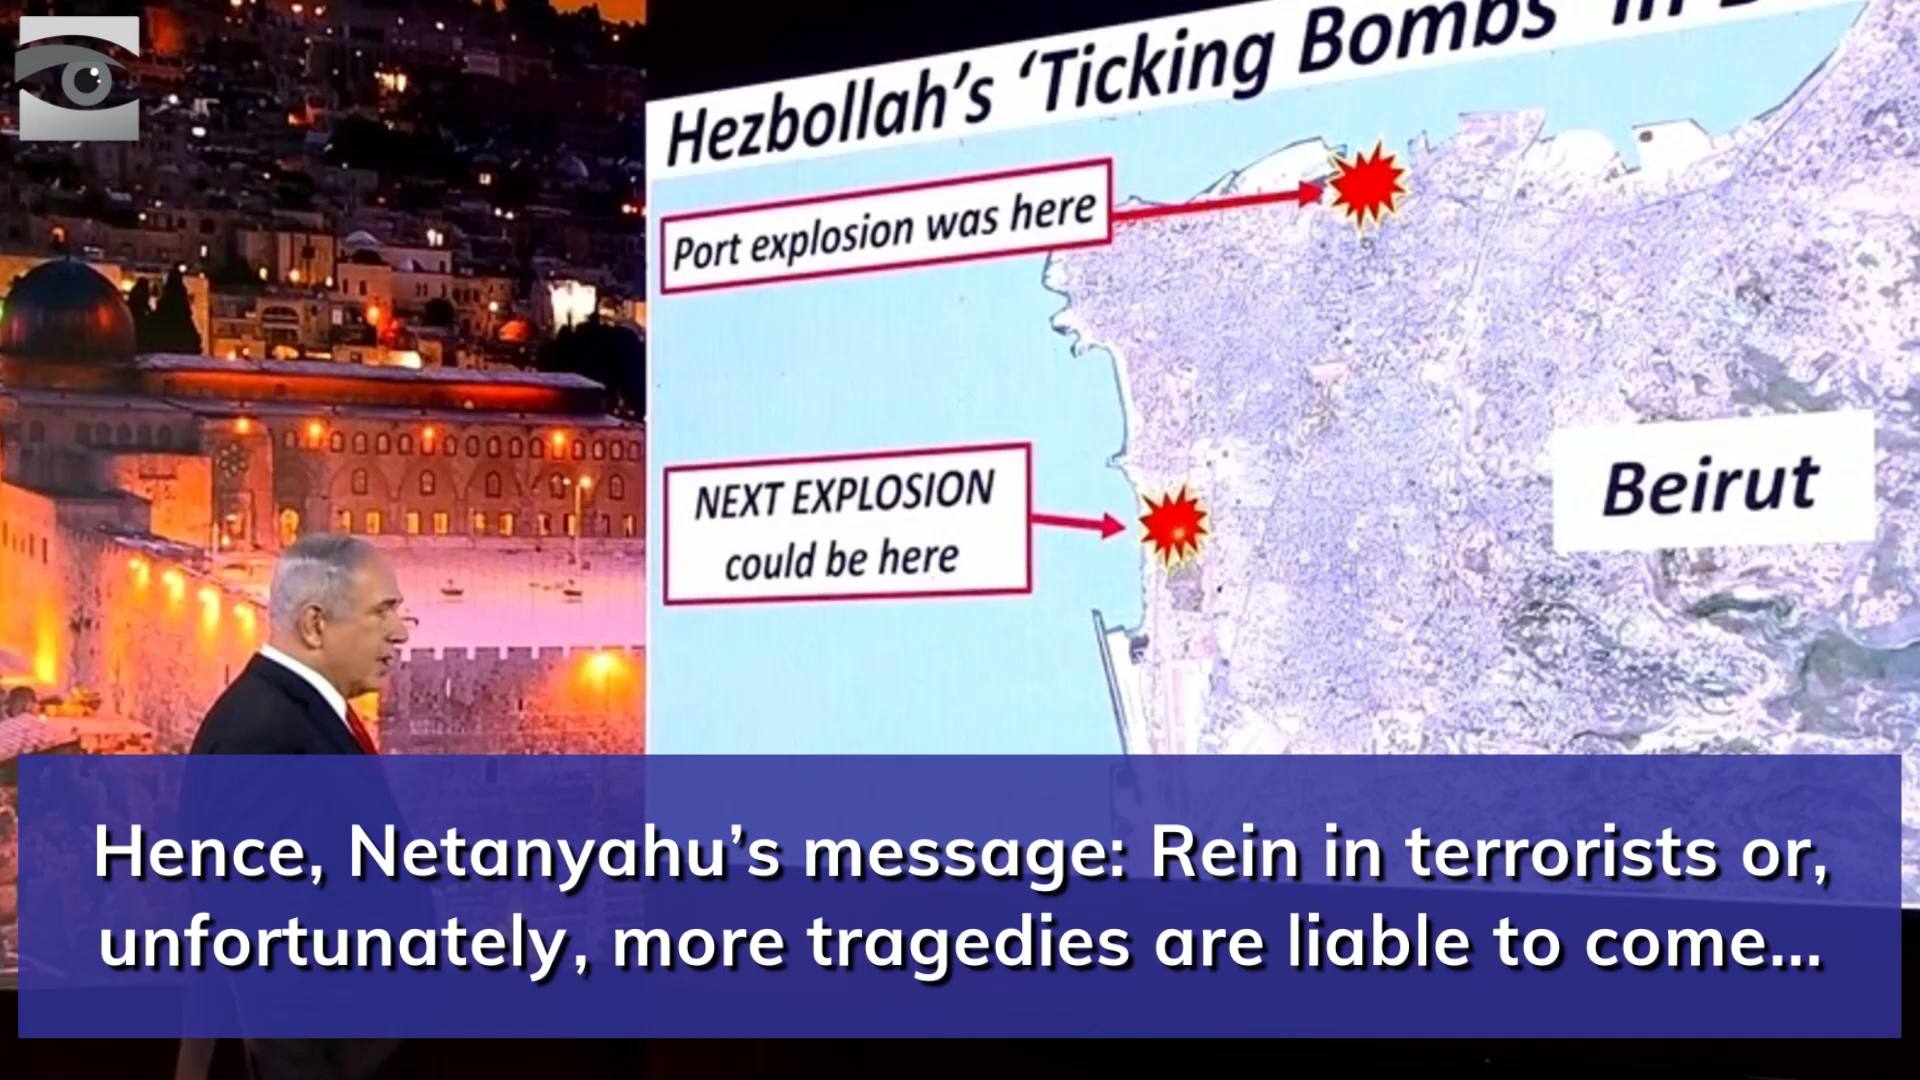 Hezbollah's 'Ticking Bombs' in
Port explosion was here
NEXT EXPLOSION
could be here
Beirut
Hence, Netanyahu’s message: Rein in terrorists or,
unfortunately, more tragedies are liable to come...